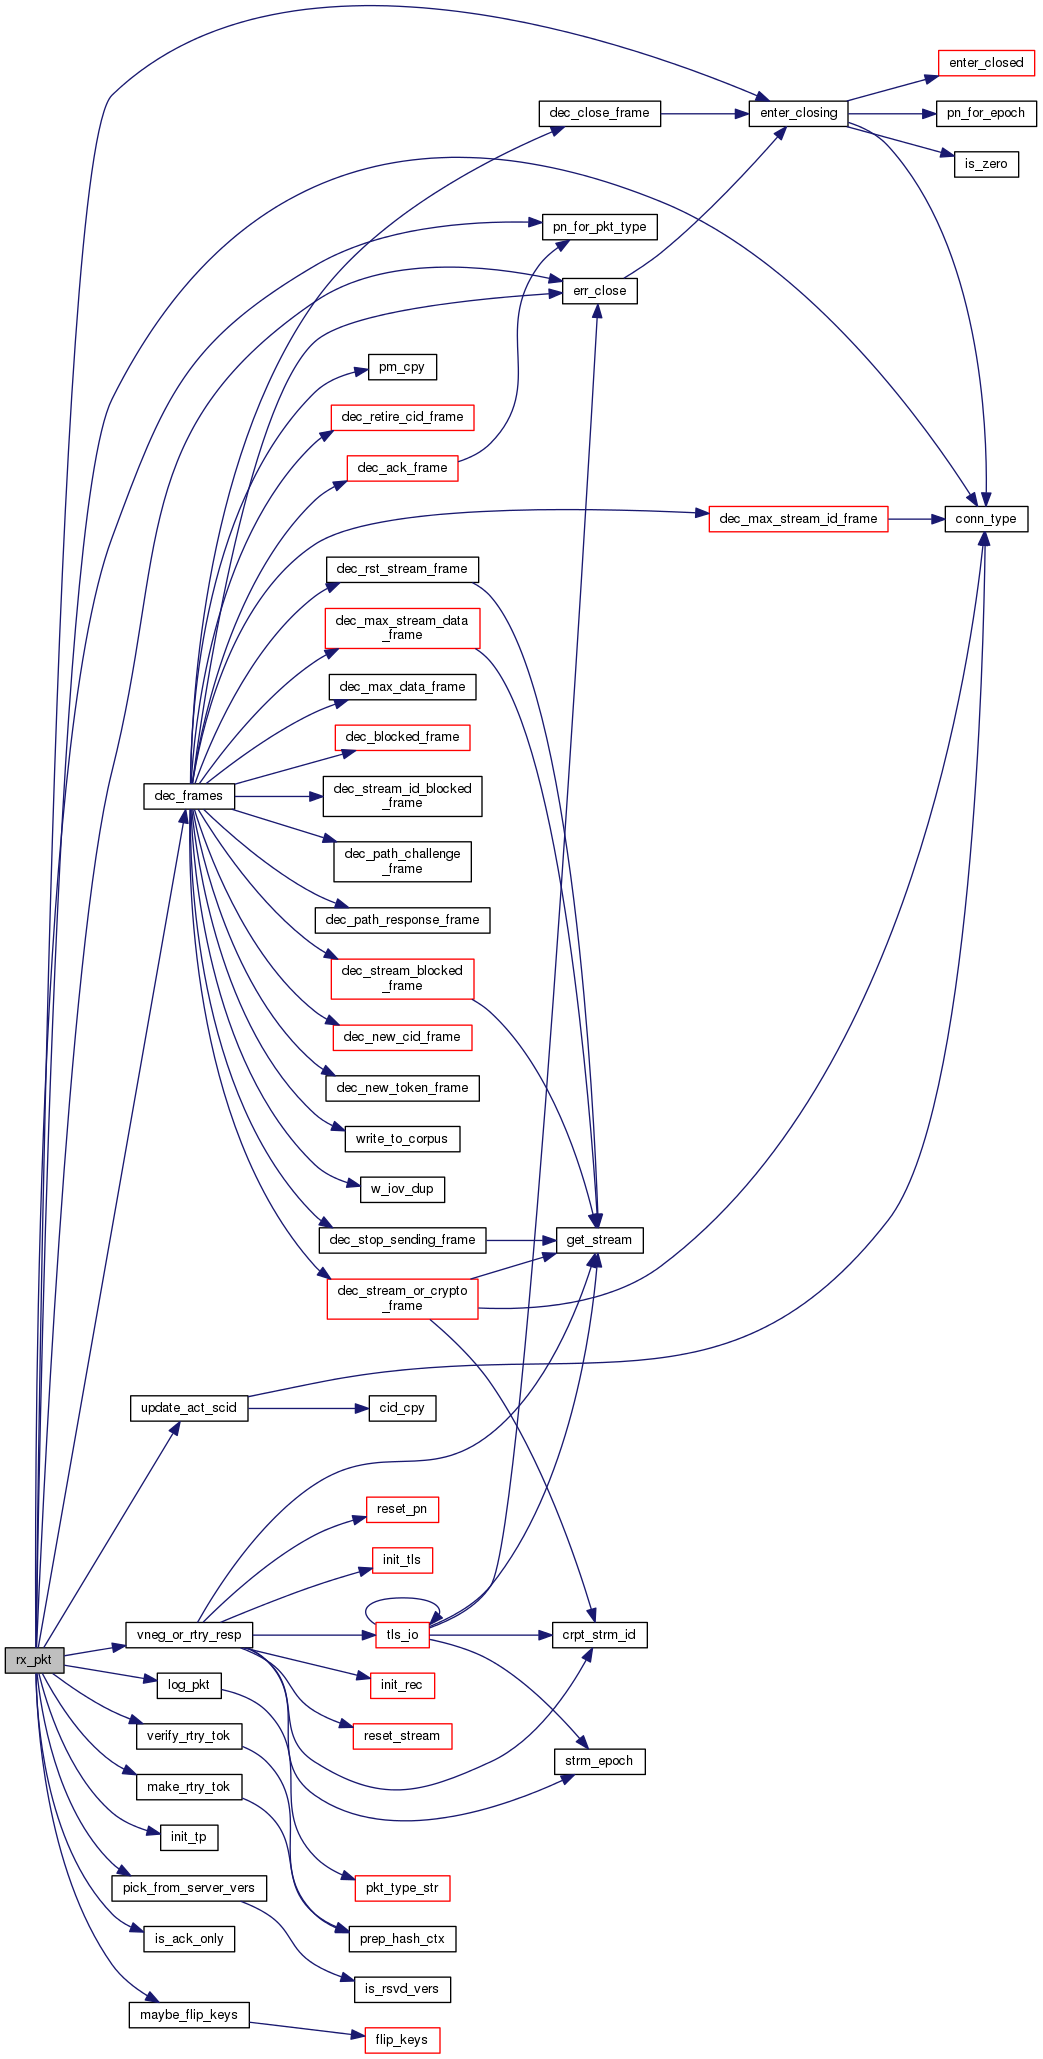 enter_closed
dec_close_frame
enter_closing
pn_for_epoch
is_zero
pn_for_pkt_type
err_close
pm_cpy
dec_retire_cid_frame
dec_ack_frame
dec_max_stream_id_frame
conn_type
dec_rst_stream_frame
dec_max_stream_data
_frame
dec_max_data_frame
dec_blocked_frame
dec_frames
dec_stream_id_blocked
_frame
dec_path_challenge
_frame
dec_path_response_frame
dec_stream_blocked
_frame
dec_new_cid_frame
dec_new_token_frame
write_to_corpus
w_iov_dup
dec_stop_sending_frame
get_stream
dec_stream_or_crypto
_frame
update_act_scid
cid_cpy
reset_pn
init_tls
vneg_or_rtry_resp
tls_io
crpt_strm_id
rx_pkt
log_pkt
init_rec
verify_rtry_tok
reset_stream
strm_epoch
make_rtry_tok
init_tp
pick_from_server_vers
pkt_type_str
is_ack_only
prep_hash_ctx
is_rsvd_vers
maybe_flip_keys
flip_keys